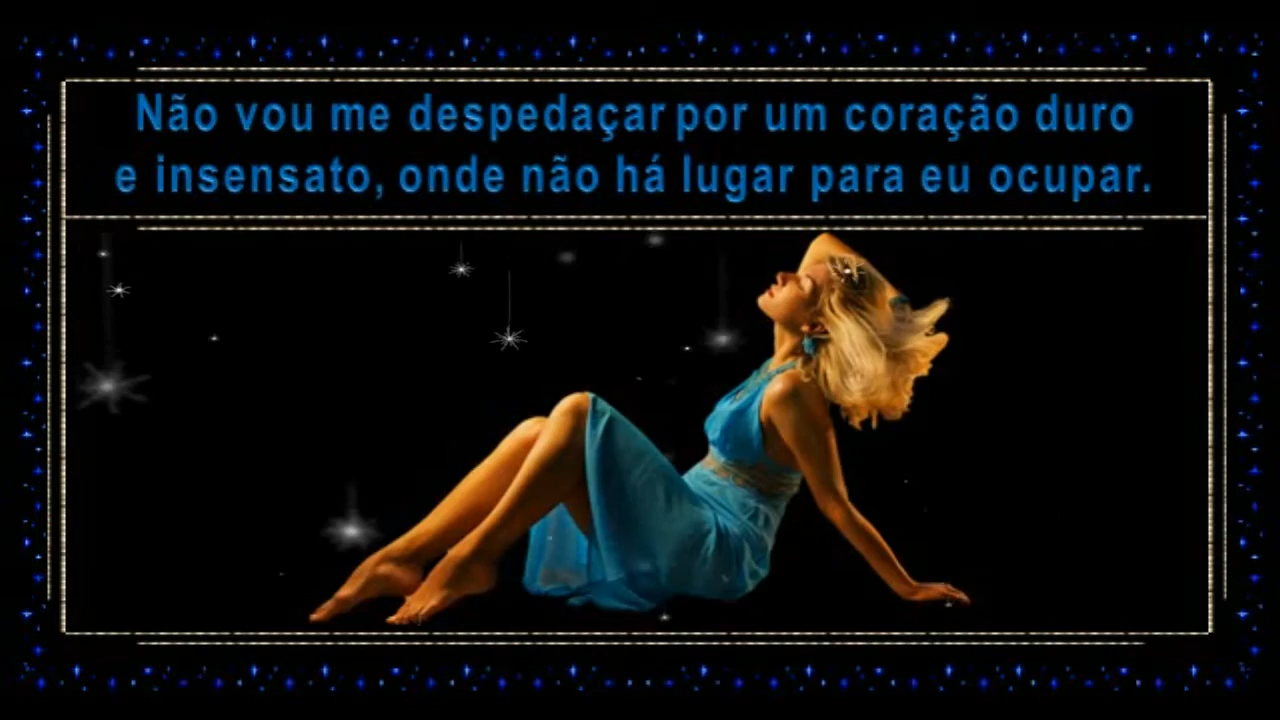 Não vou me despedaçar por um coração duro
e insensato, onde não há lugar para eu ocupar.